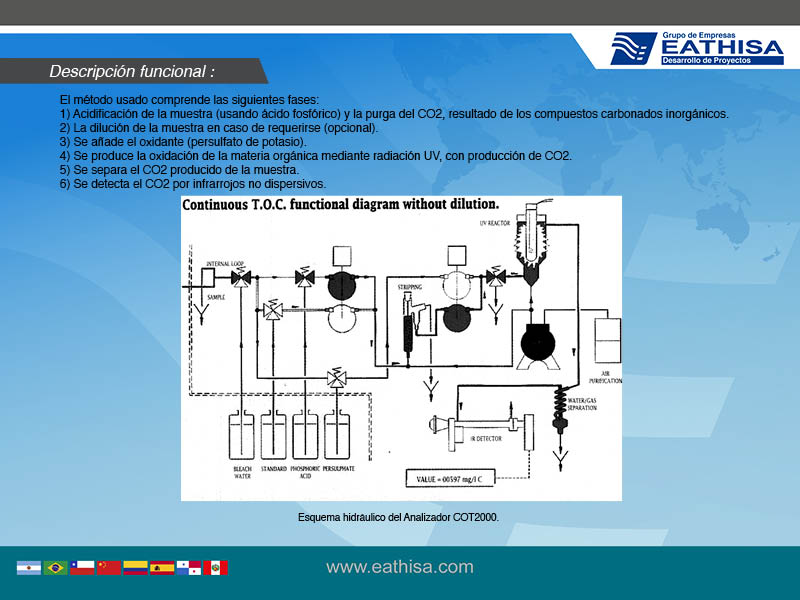 Grupo de Empresas
EATHISA
Desarrollo de Proyectos
Descripción funcional :
El método usado comprende las siguientes fases:
1) Acidificación de la muestra (usando ácido fosfórico) y la purga del CO2, resultado de los compuestos carbonados inorgánicos.
2) La dilución de la muestra en caso de requerirse (opcional).
3) Se añade el oxidante (persulfato de potasio).
4) Se produce la oxidación de la materia orgánica mediante radiación UV, con producción de CO2.
5) Se separa el CO2 producido de la muestra.
6) Se detecta el CO2 por infrarrojos no dispersivos.
Continuous T.O.C. functional diagram without dilution.
UV REACTOR
INTERNAL LOOP
SAMPLE
STRIPPING
AIR
PURIFICATION
WATER/GAS
SEPARATION
IR DETECTOR
BLEACH
WATER
STANDARD
PHOSPHORIC
ACID
PERSULPHATE
VALUE = 00597 mg/l C
Esquema hidráulico del Analizador COT2000.
www.eathisa.com